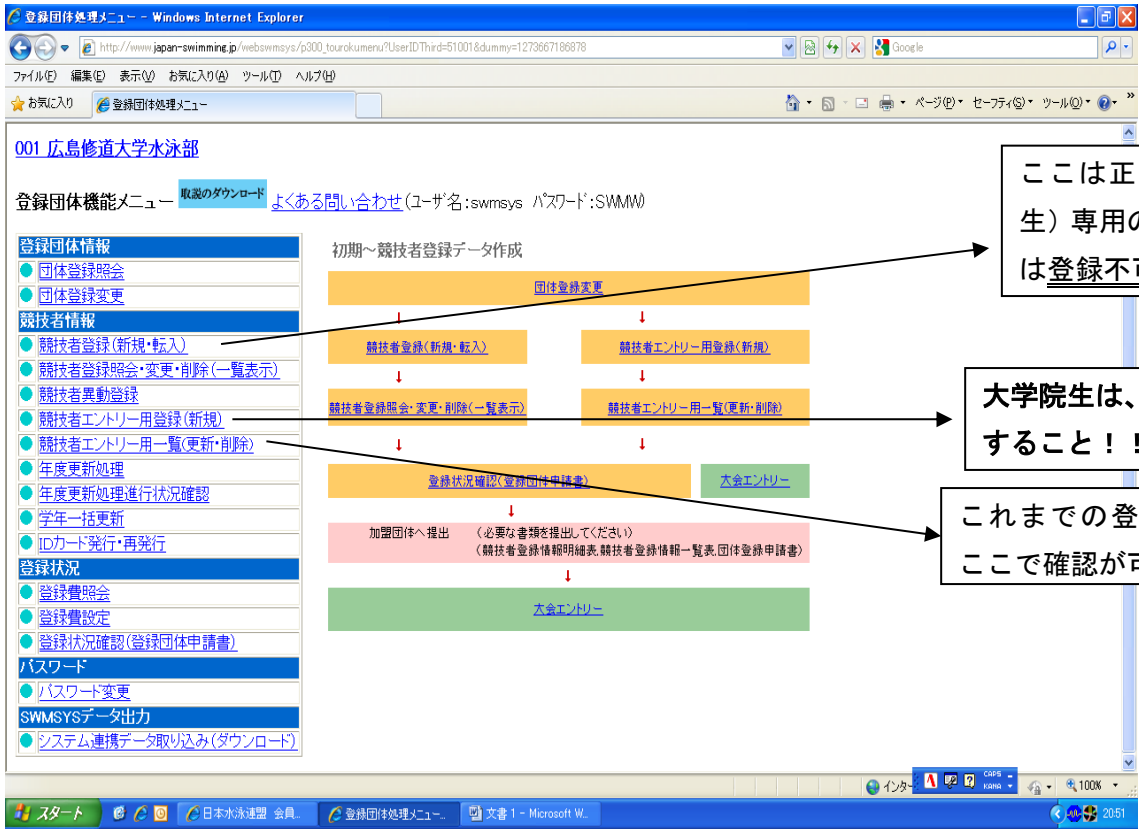 登録団体処理メニュー - Windows Internet Explorer
http://www.japan-swimming.jp/webswmsys/p300_tourokumenu?UserIDThird=51001&dummy=1273667186878
Google
ファイル(F) 編集(E) 表示(V) お気に入り(A) ツール(T) ヘルプ(H)
お気に入り 登録団体処理メニュー
ページ(P) セーフティ(S) ツール(O)
001 広島修道大学水泳部
登録団体機能メニュー 取説のダウンロード よくある問い合わせ(ユーザ名:swmsys パスワード:SWMW)
登録団体情報
団体登録照会
団体登録変更
競技者情報
競技者登録(新規・転入)
競技者登録照会・変更・削除(一覧表示)
競技者異動登録
競技者エントリー用登録(新規)
競技者エントリー用一覧(更新・削除)
年度更新処理
年度更新処理進行状況確認
学年一括更新
IDカード発行・再発行
登録状況
登録費照会
登録費設定
登録状況確認(登録団体申請書)
パスワード
パスワード変更
SWMSYSデータ出力
システム連携データ取り込み(ダウンロード)
初期～競技者登録データ作成
団体登録変更
↓ ↓
競技者登録(新規・転入) 競技者エントリー用登録(新規)
↓ ↓
競技者登録照会・変更・削除(一覧表示) 競技者エントリー用一覧(更新・削除)
↓ ↓
登録状況確認(登録団体申請書) 大会エントリー
↓
加盟団体へ提出 (必要な書類を提出してください)
(競技者登録情報明細表,競技者登録情報一覧表,団体登録申請書)
↓
大会エントリー
ここは正
生）専用の
は登録不可
大学院生は、
すること！！
これまでの登
ここで確認が可
インター
CAPS
KANA
100%
スタート
日本水泳連盟 会員...
登録団体処理メニュー...
文書 1 - Microsoft W...
20:51